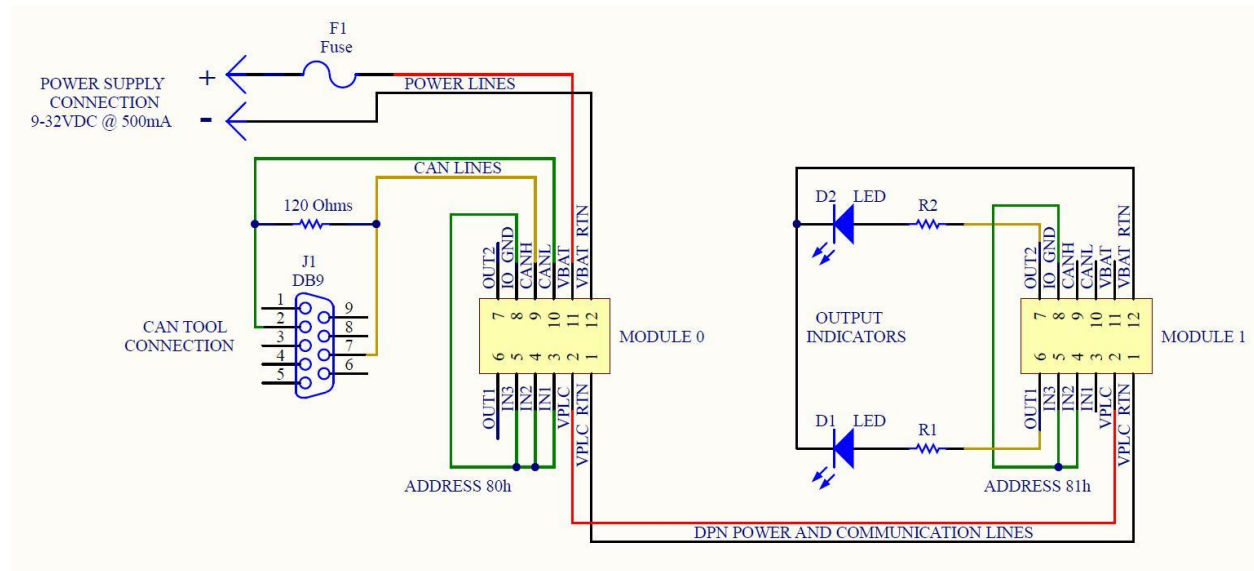 F1
Fuse
+
POWER SUPPLY
CONNECTION
9-32VDC @ 500mA
-
POWER LINES
CAN LINES
120 Ohms
J1
DB9
1
2
3
4
5
9
8
7
6
CAN TOOL
CONNECTION
OUT2
IO GND
CANH
CANL
VBAT
VBAT RTN
7
8
9
10
11
12
6
5
4
3
2
1
OUT1
IN3
IN2
IN1
VPLC
VPLC RTN
MODULE 0
ADDRESS 80h
D2
LED
R2
OUTPUT
INDICATORS
D1
LED
R1
OUT2
IO GND
CANH
CANL
VBAT
VBAT RTN
7
8
9
10
11
12
6
5
4
3
2
1
OUT1
IN3
IN2
IN1
VPLC
VPLC RTN
MODULE 1
ADDRESS 81h
DPN POWER AND COMMUNICATION LINES